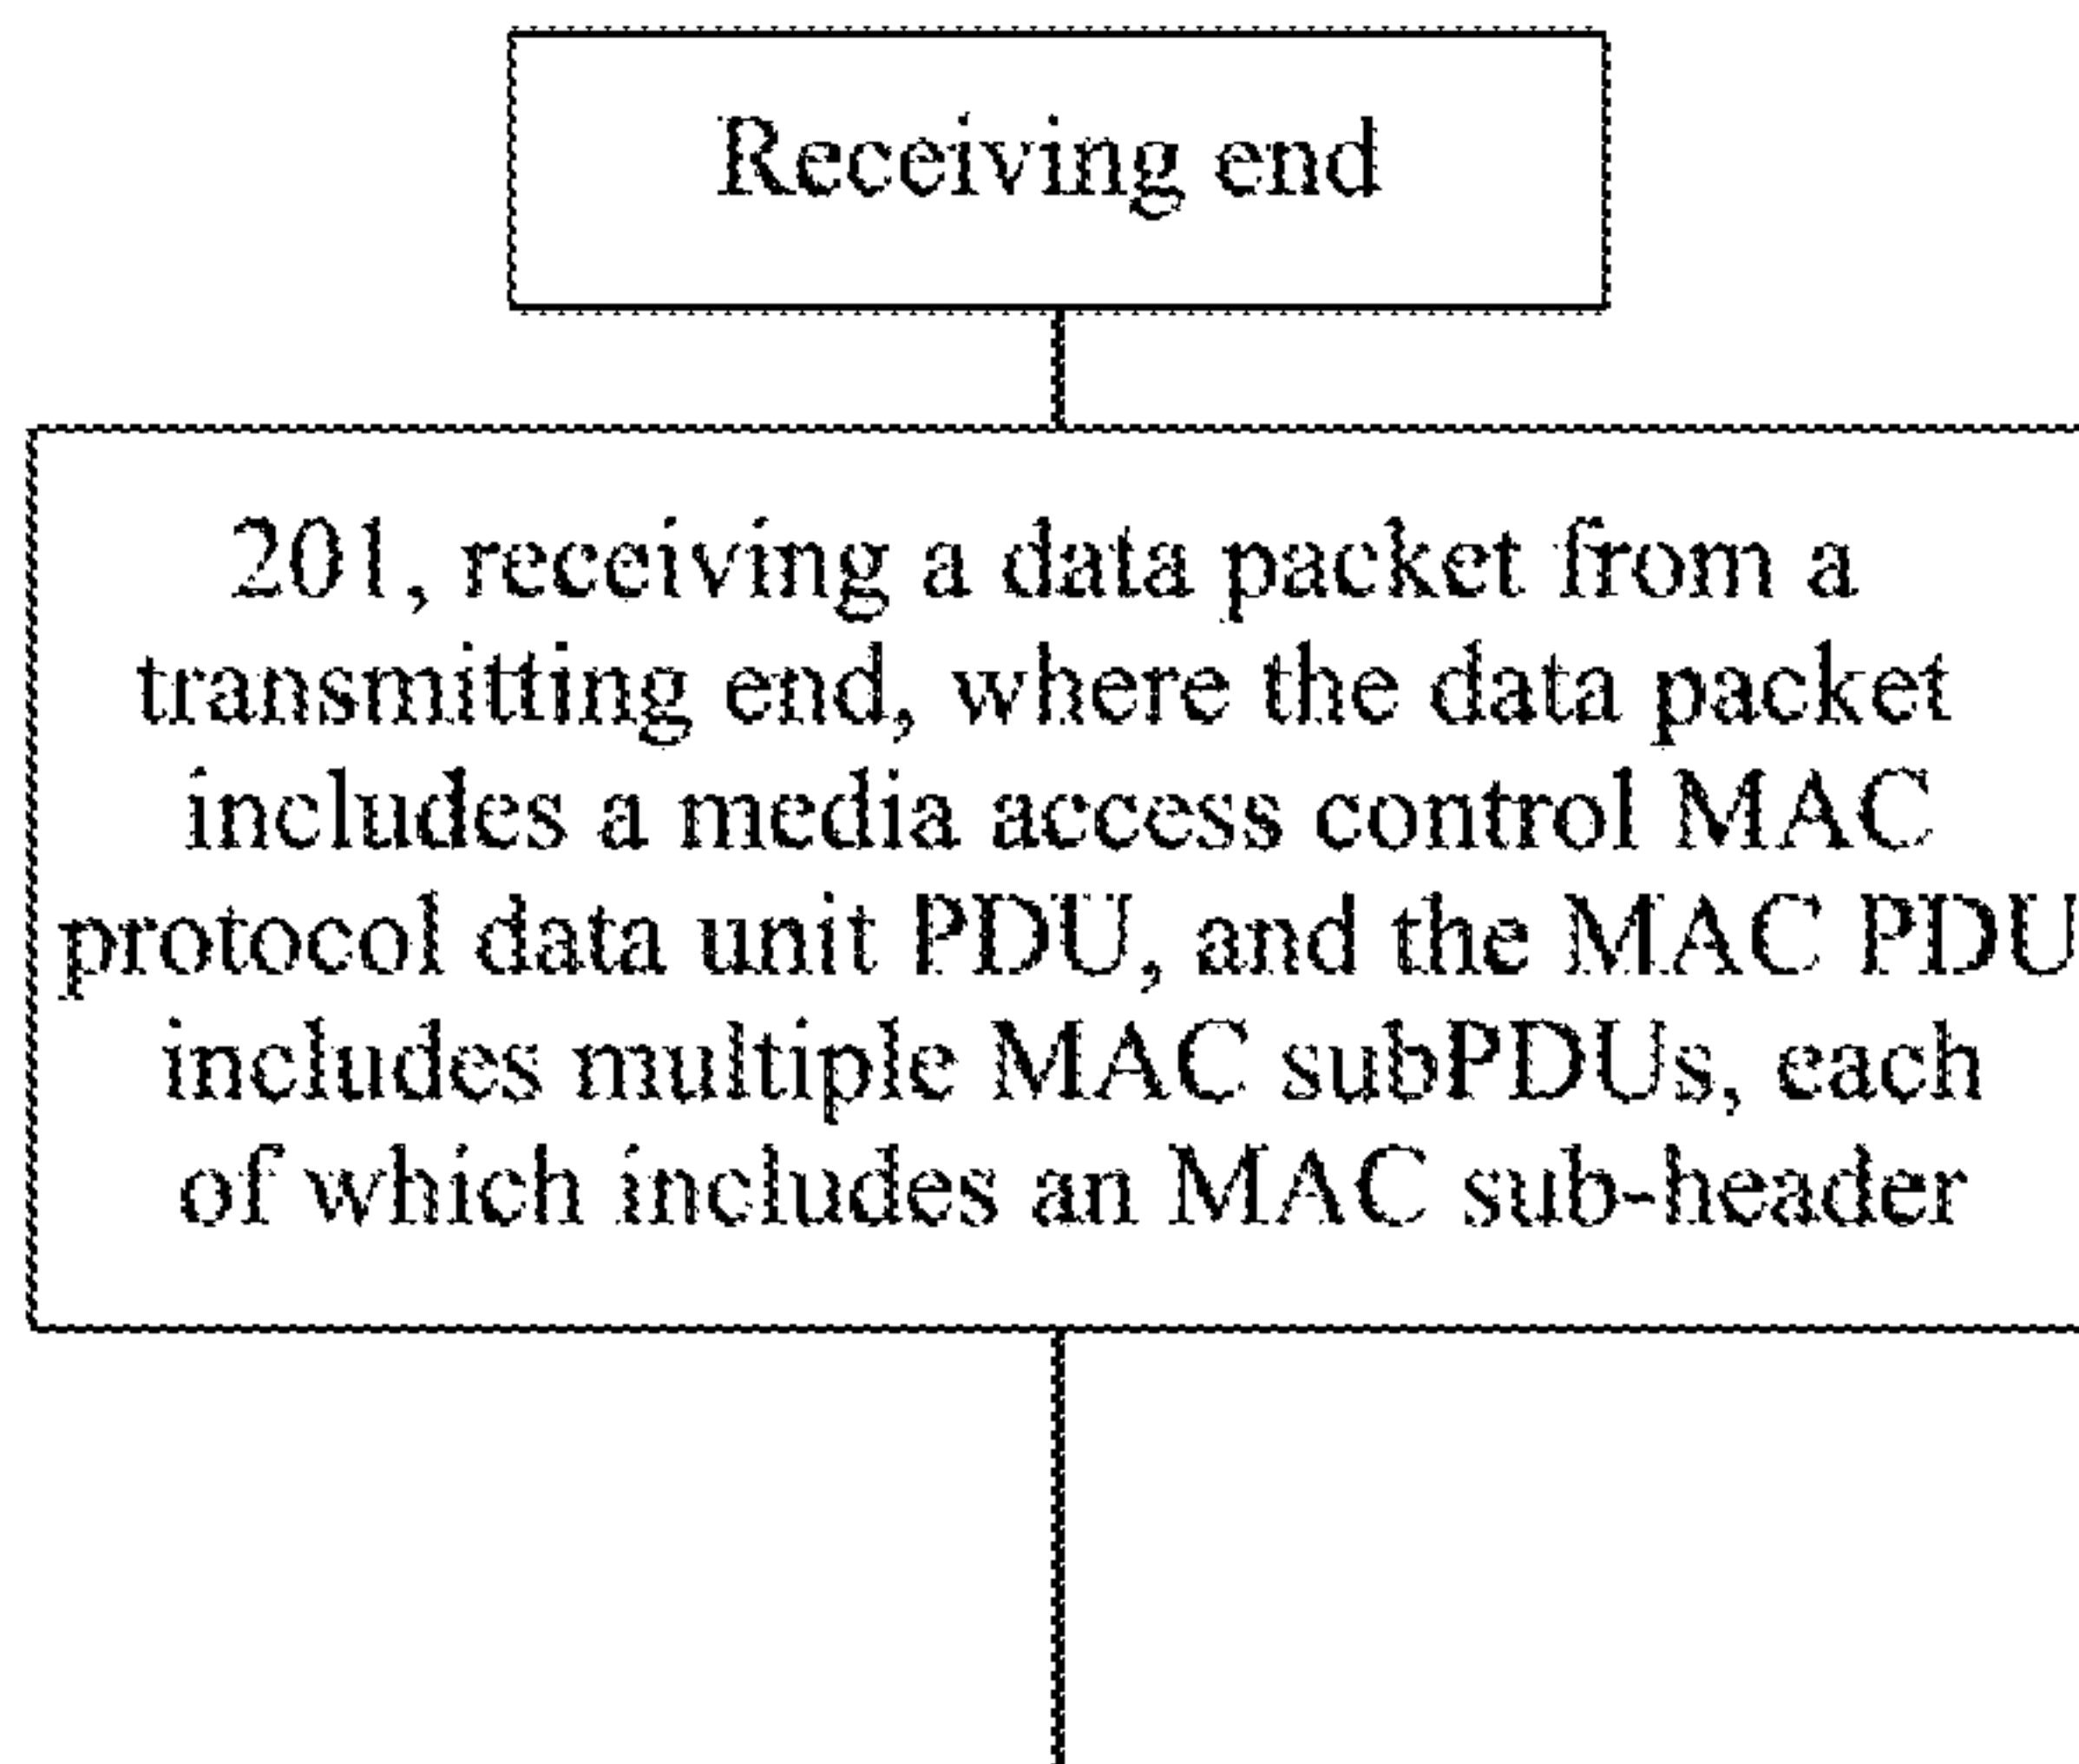 Receiving end
201, receiving a data packet from a
transmitting end, where the data packet
includes a media access control MAC
protocol data unit PDU, and the MAC PDU
includes multiple MAC subPDUs, each
of which includes an MAC sub-header